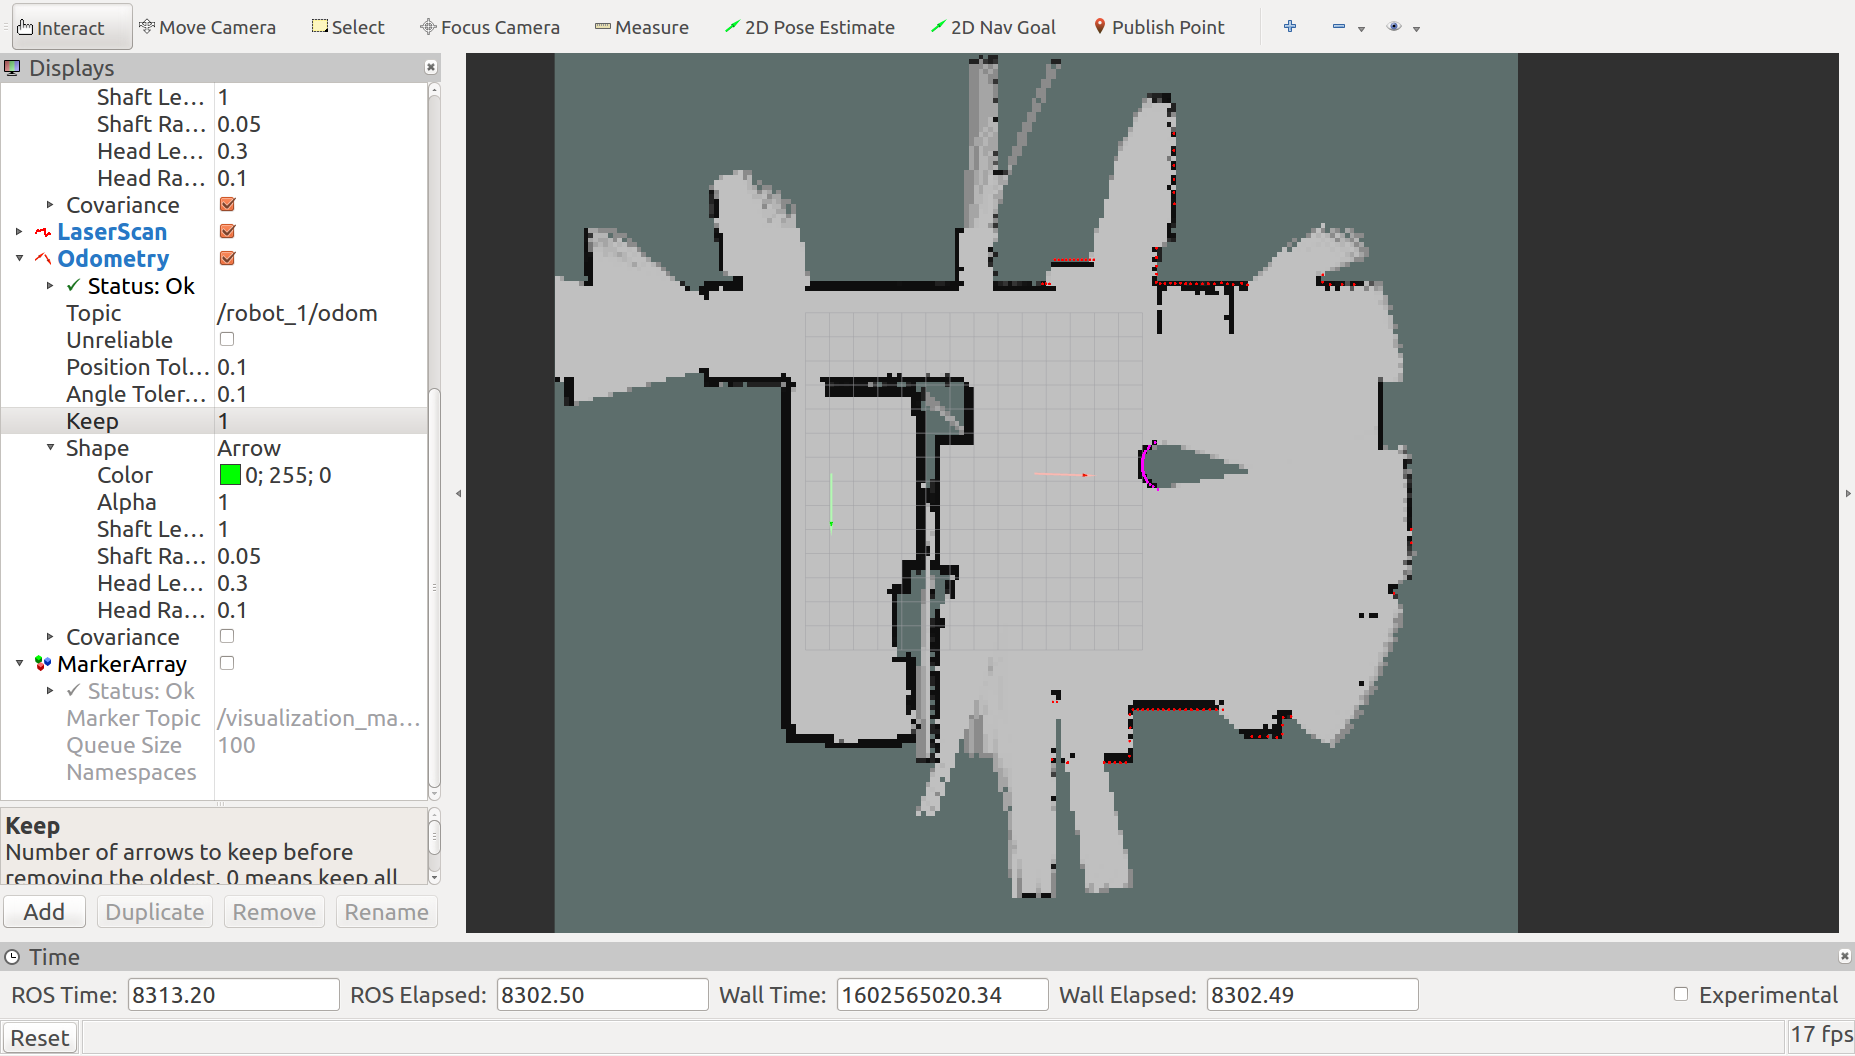 Interact Move Camera Select Focus Camera Measure 2D Pose Estimate 2D Nav Goal Publish Point
Displays
Shaft Le... 1
Shaft Ra... 0.05
Head Le... 0.3
Head Ra... 0.1
Covariance
LaserScan
Odometry
Status: Ok
Topic /robot_1/odom
Unreliable
Position Tol... 0.1
Angle Toler... 0.1
Keep 1
Shape Arrow
Color 0; 255; 0
Alpha 1
Shaft Le... 1
Shaft Ra... 0.05
Head Le... 0.3
Head Ra... 0.1
Covariance
MarkerArray
Status: Ok
Marker Topic /visualization_ma...
Queue Size 100
Namespaces
Keep
Number of arrows to keep before
removing the oldest. 0 means keep all
Add Duplicate Remove Rename
Time
ROS Time: 8313.20 ROS Elapsed: 8302.50 Wall Time: 1602565020.34 Wall Elapsed: 8302.49 Experimental
Reset 17 fps